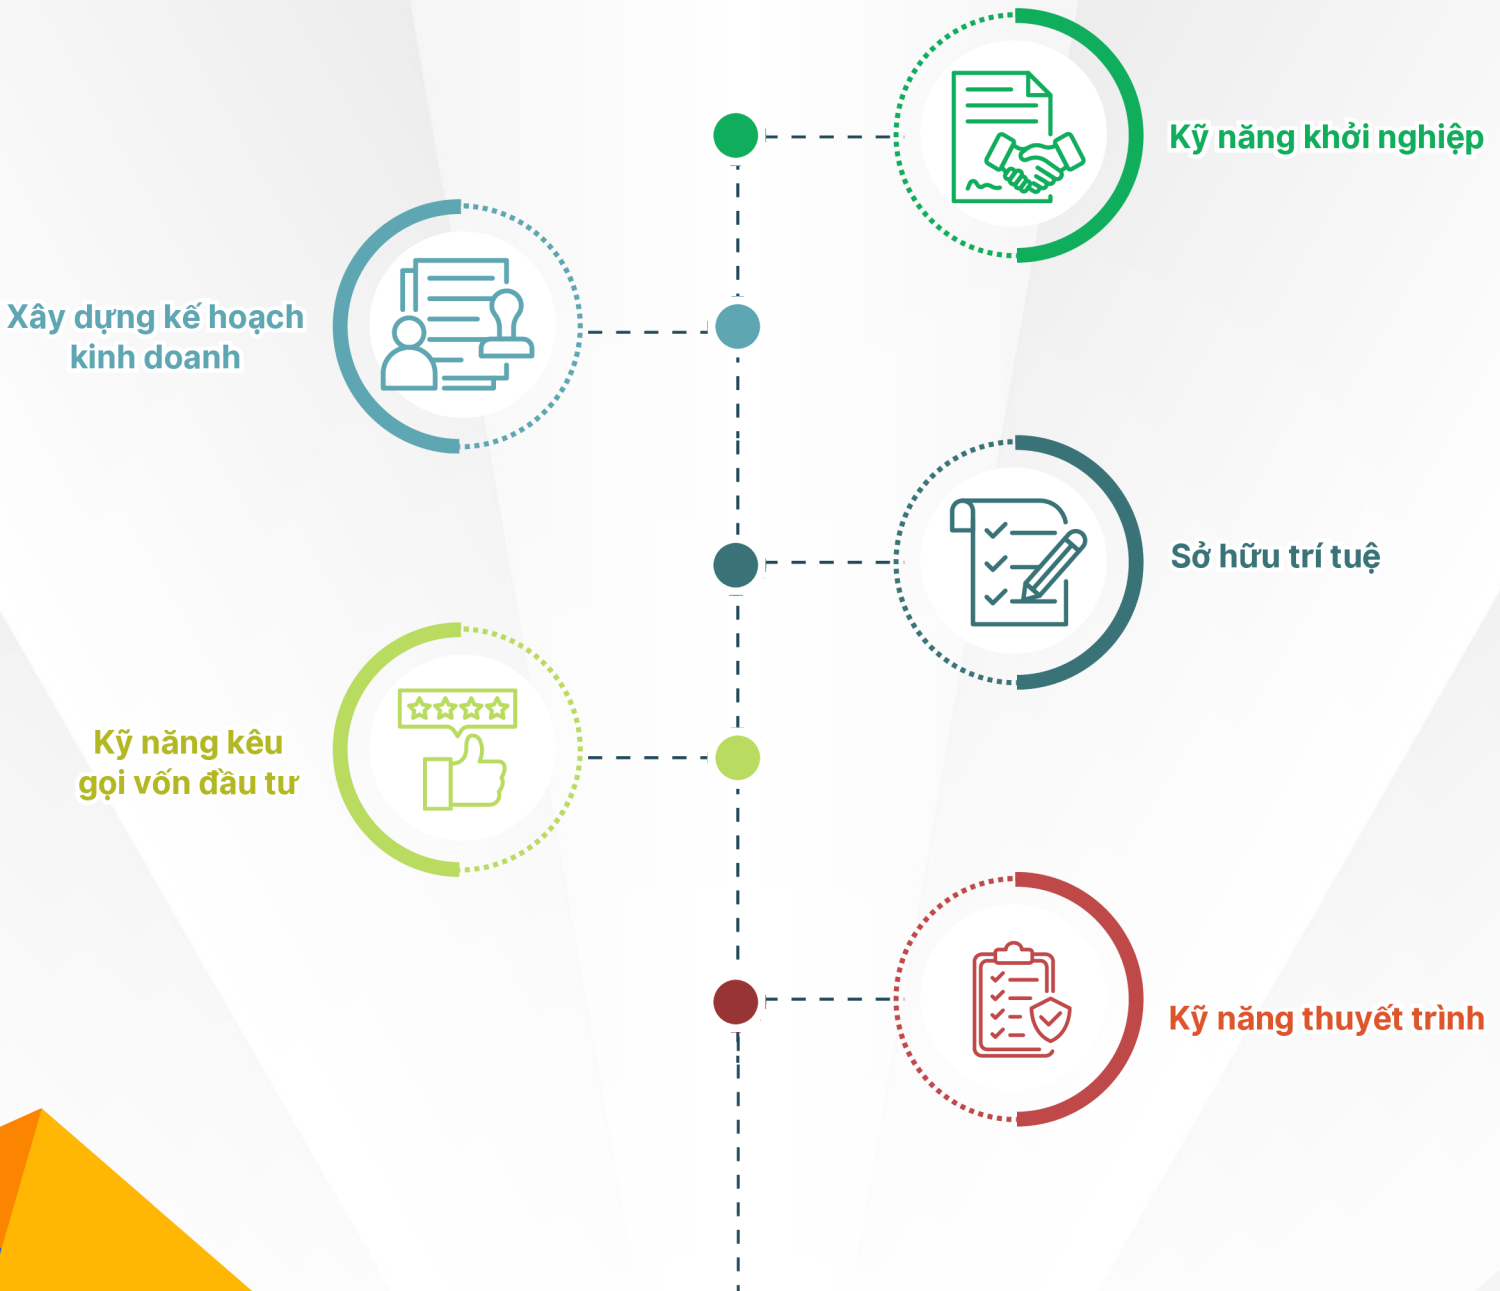 Kỹ năng khởi nghiệp
Xây dựng kế hoạch
kinh doanh
Sở hữu trí tuệ
Kỹ năng kêu
gọi vốn đầu tư
Kỹ năng thuyết trình